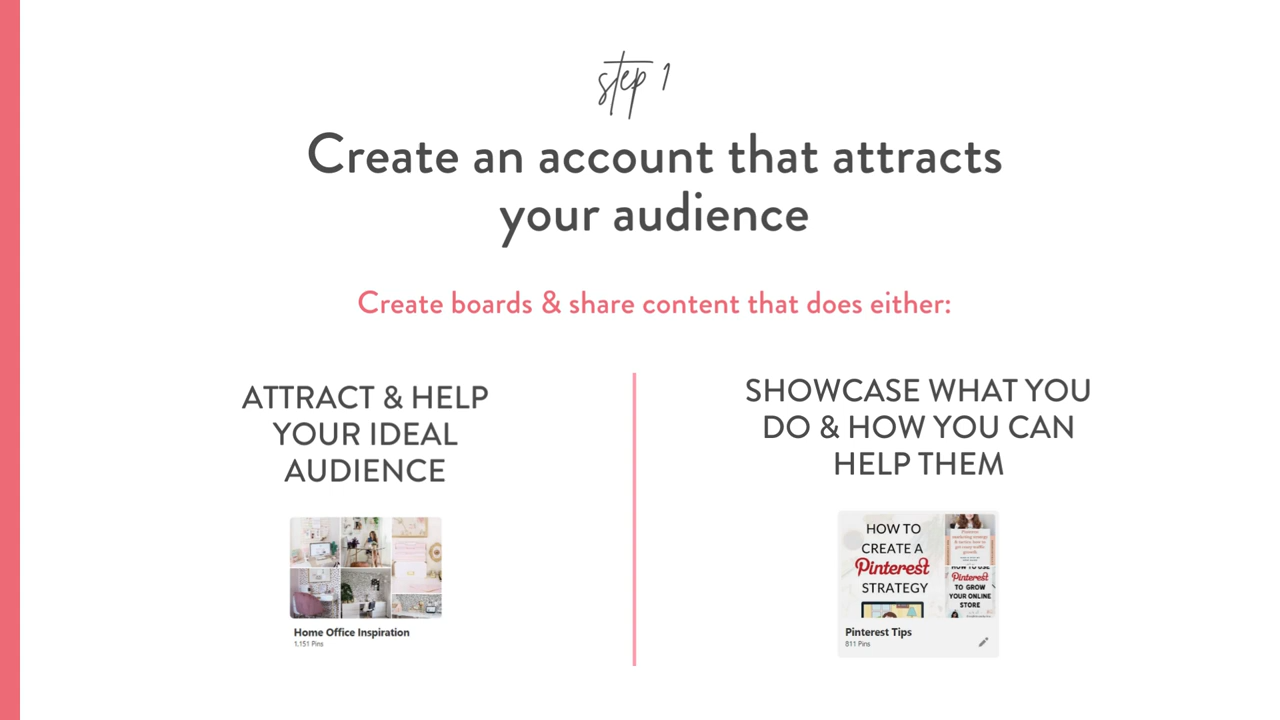 step 1
Create an account that attracts
your audience
Create boards & share content that does either:
ATTRACT & HELP
YOUR IDEAL
AUDIENCE
Home Office Inspiration
1,151 Pins
SHOWCASE WHAT YOU
DO & HOW YOU CAN
HELP THEM
HOW TO
CREATE A
Pinterest
STRATEGY
HOW TO USE
Pinterest
TO GROW
YOUR ONLINE
STORE
Pinterest Tips
811 Pins